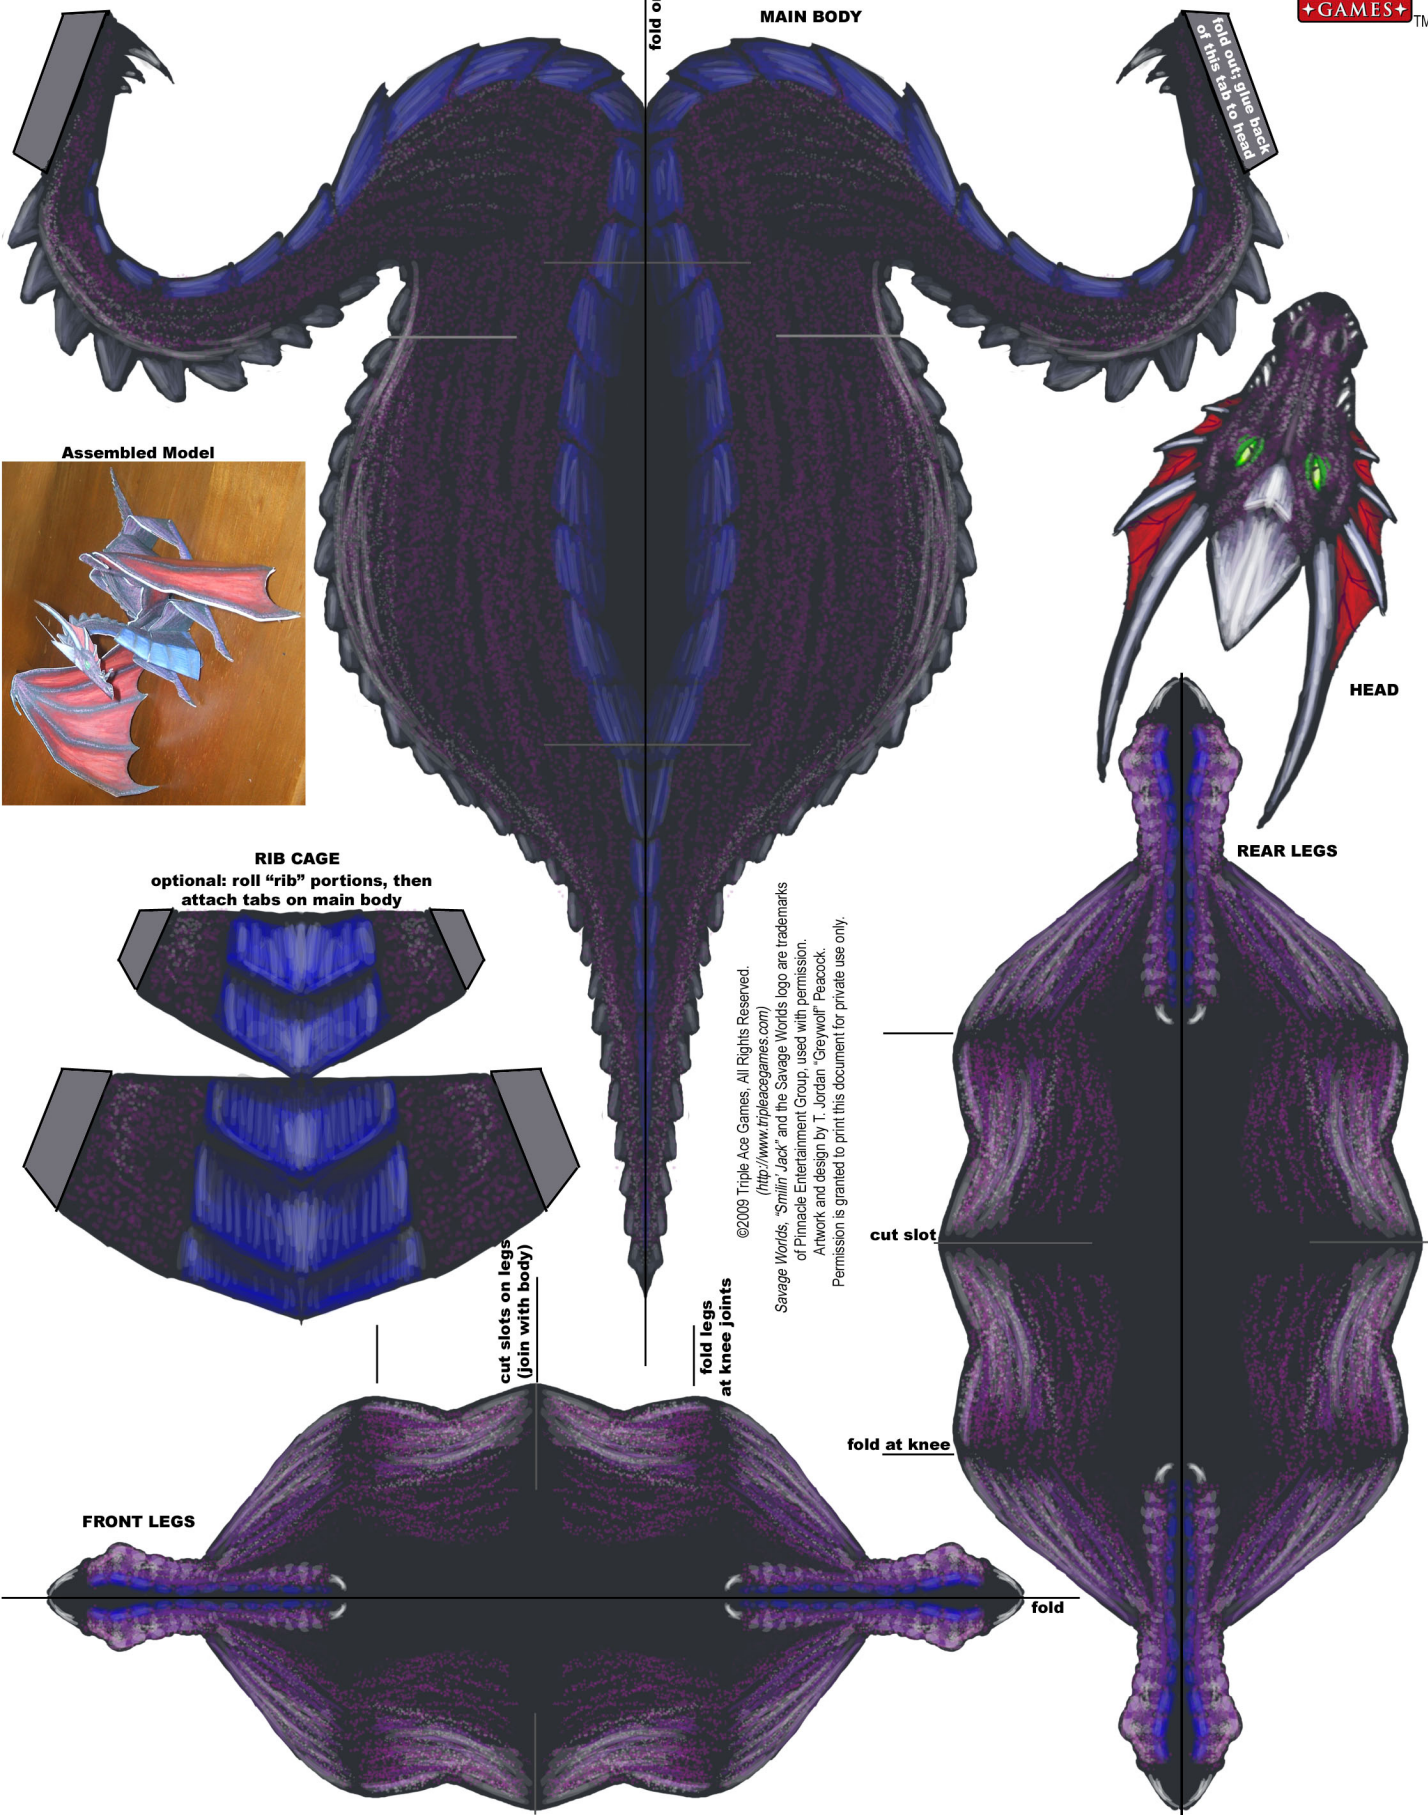 GAMES
TM
fold
MAIN BODY
fold out; glue back
of this tab to head
Assembled Model
HEAD
RIB CAGE
optional: roll “rib” portions, then
attach tabs on main body
REAR LEGS
©2009 Triple Ace Games, All Rights Reserved.
(http://www.tripleacegames.com)
Savage Worlds, “Smilin’ Jack” and the Savage Worlds logo are trademarks
of Pinnacle Entertainment Group, used with permission.
Artwork and design by T. Jordan “Greywolf” Peacock.
Permission is granted to print this document for private use only.
cut slot
cut slots on legs
(join with body)
fold legs
at knee joints
fold at knee
FRONT LEGS
fold